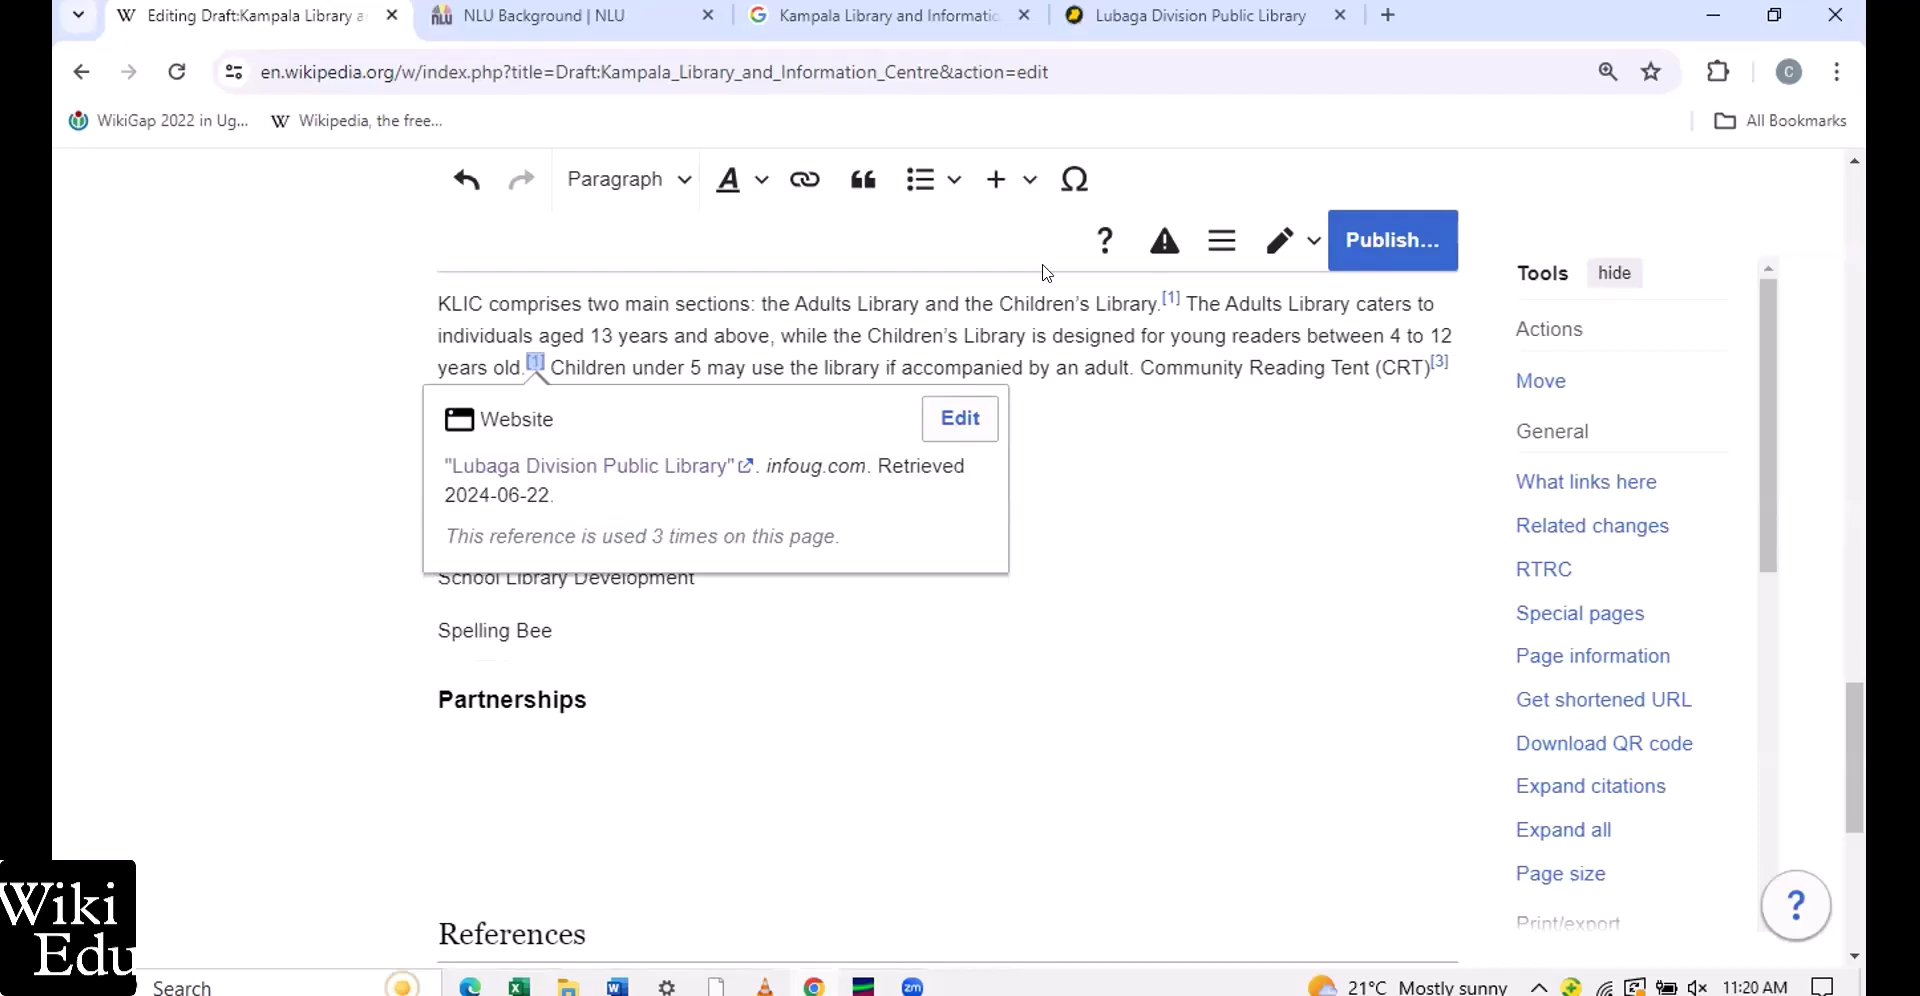 Editing Draft:Kampala Library a
NLU Background | NLU
Kampala Library and Informatic
Lubaga Division Public Library
en.wikipedia.org/w/index.php?title=Draft:Kampala_Library_and_Information_Centre&action=edit
C
WikiGap 2022 in Ug...
W Wikipedia, the free...
All Bookmarks
Paragraph
A
Ω
?
Publish...
KLIC comprises two main sections: the Adults Library and the Children's Library.[1] The Adults Library caters to
individuals aged 13 years and above, while the Children's Library is designed for young readers between 4 to 12
years old.[1] Children under 5 may use the library if accompanied by an adult. Community Reading Tent (CRT)[3]
Website
Edit
"Lubaga Division Public Library". infoug.com. Retrieved
2024-06-22.
This reference is used 3 times on this page.
School Library Development
Spelling Bee
Partnerships
References
Tools
hide
Actions
Move
General
What links here
Related changes
RTRC
Special pages
Page information
Get shortened URL
Download QR code
Expand citations
Expand all
Page size
Print/export
?
Wiki
Edu
Search
21°C Mostly sunny
11:20 AM